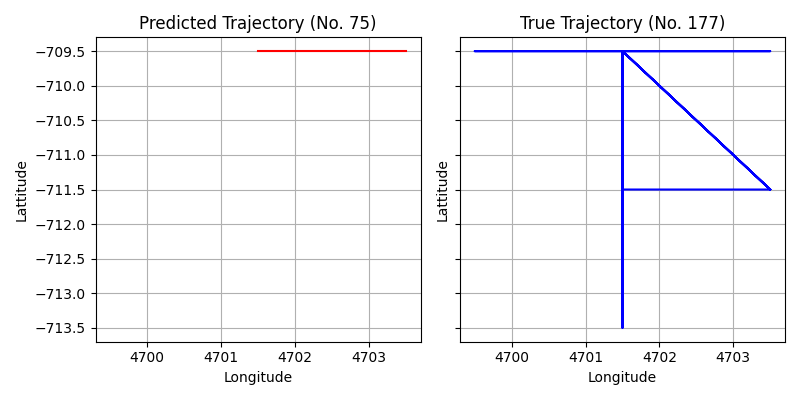 Predicted Trajectory (No. 75)
True Trajectory (No. 177)
−709.5
−710.0
−710.5
−711.0
−711.5
−712.0
−712.5
−713.0
−713.5
Lattitude
Lattitude
4700 4701 4702 4703
4700 4701 4702 4703
Longitude
Longitude